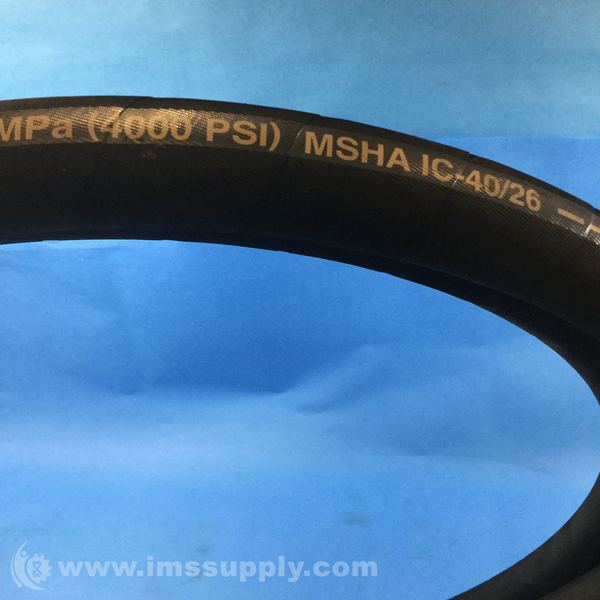 MPa (4000 PSI) MSHA IC-40/26 —
www.imssupply.com